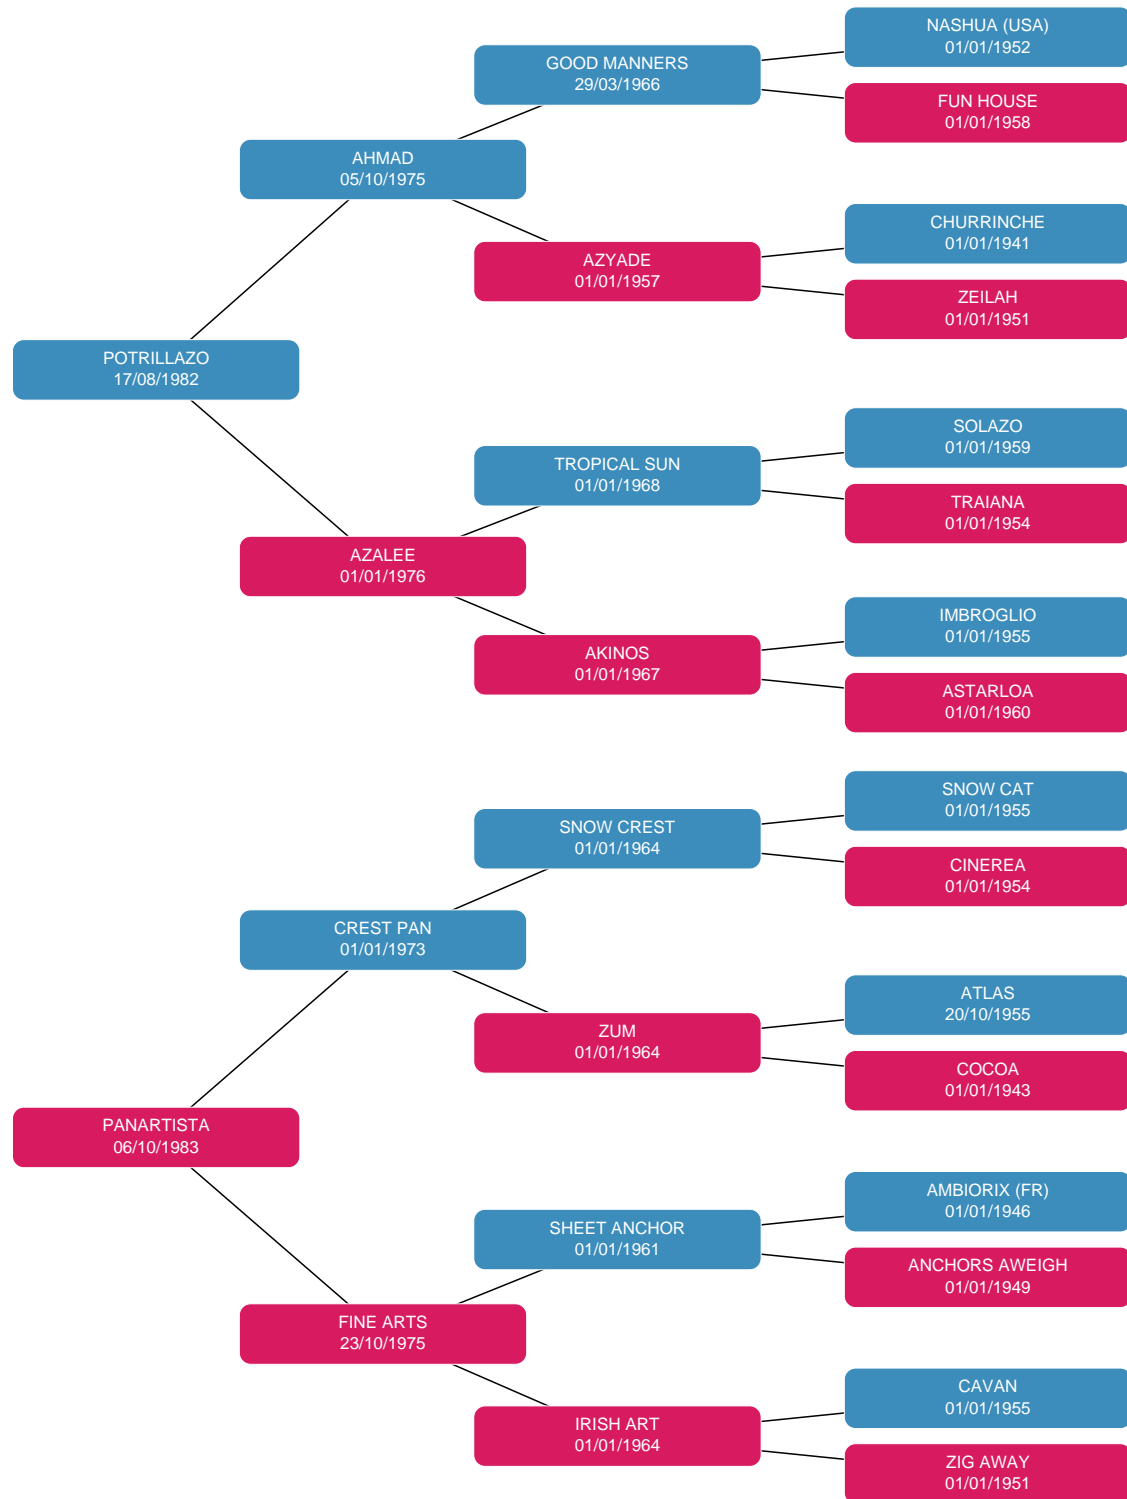 NASHUA (USA)
01/01/1952
GOOD MANNERS
29/03/1966
FUN HOUSE
01/01/1958
AHMAD
05/10/1975
CHURRINCHE
01/01/1941
AZYADE
01/01/1957
ZEILAH
01/01/1951
POTRILLAZO
17/08/1982
SOLAZO
01/01/1959
TROPICAL SUN
01/01/1968
TRAIANA
01/01/1954
AZALEE
01/01/1976
IMBROGLIO
01/01/1955
AKINOS
01/01/1967
ASTARLOA
01/01/1960
SNOW CAT
01/01/1955
SNOW CREST
01/01/1964
CINEREA
01/01/1954
CREST PAN
01/01/1973
ATLAS
20/10/1955
ZUM
01/01/1964
COCOA
01/01/1943
PANARTISTA
06/10/1983
AMBIORIX (FR)
01/01/1946
SHEET ANCHOR
01/01/1961
ANCHORS AWEIGH
01/01/1949
FINE ARTS
23/10/1975
CAVAN
01/01/1955
IRISH ART
01/01/1964
ZIG AWAY
01/01/1951